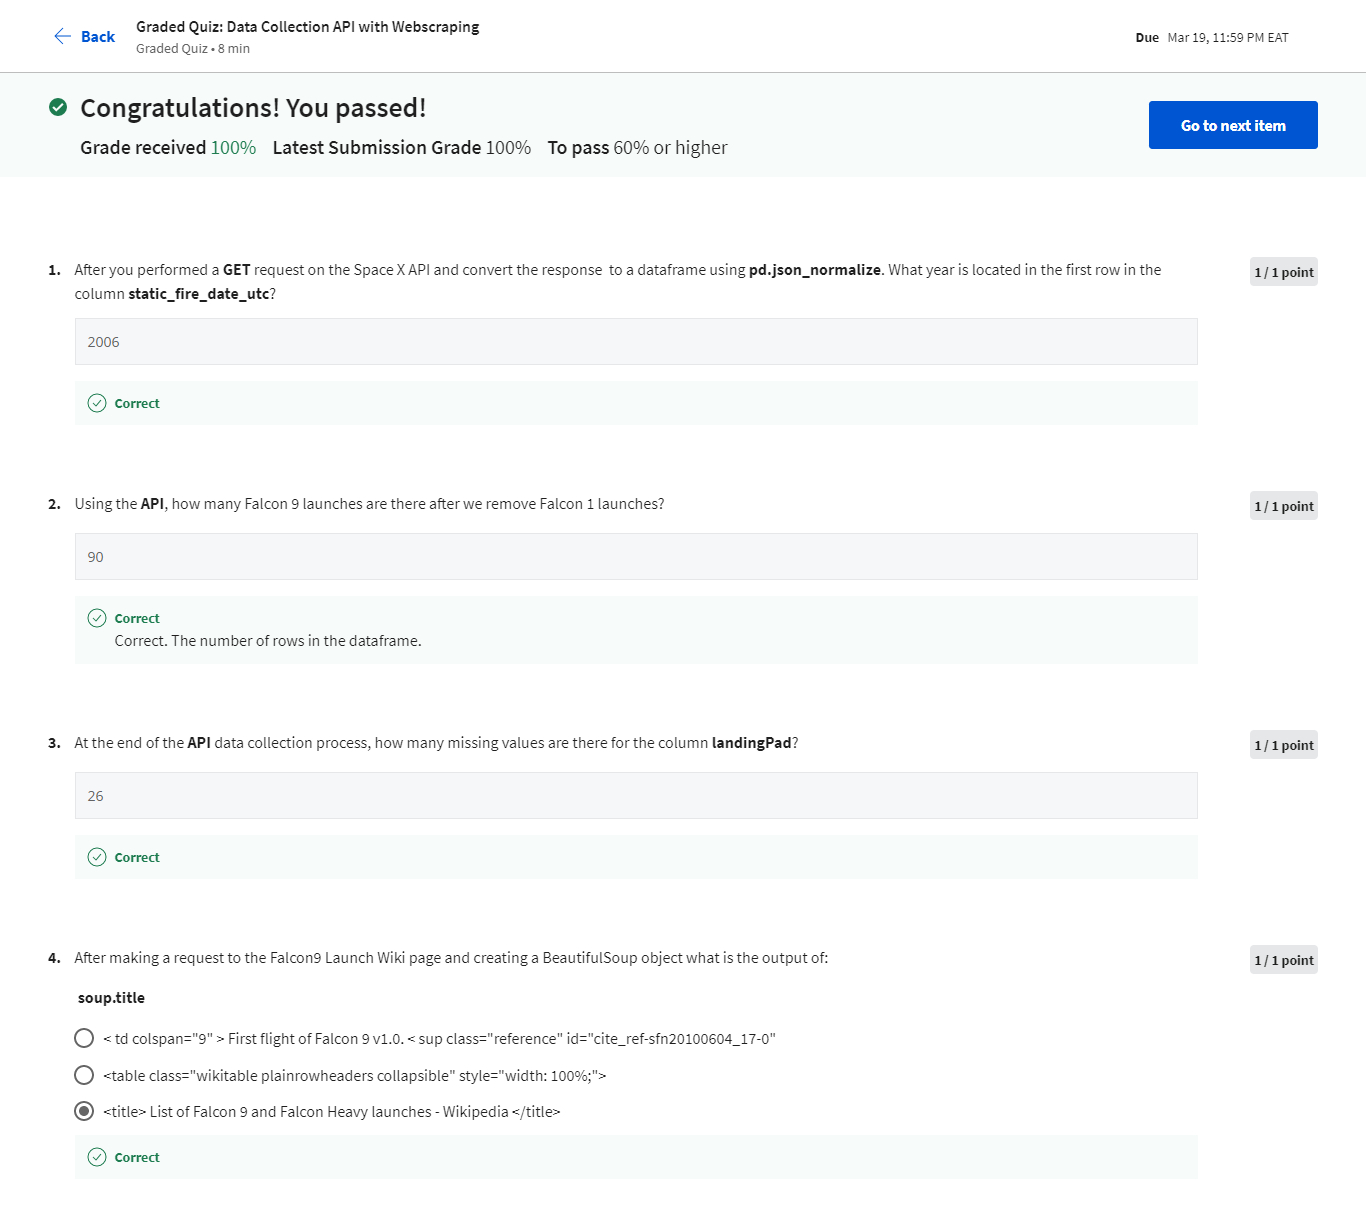 Back
Graded Quiz: Data Collection API with Webscraping
Graded Quiz • 8 min
Due Mar 19, 11:59 PM EAT
Congratulations! You passed!
Grade received 100% Latest Submission Grade 100% To pass 60% or higher
Go to next item
1. After you performed a GET request on the Space X API and convert the response to a dataframe using pd.json_normalize. What year is located in the first row in the
column static_fire_date_utc?
1 / 1 point
2006
Correct
2. Using the API, how many Falcon 9 launches are there after we remove Falcon 1 launches?
1 / 1 point
90
Correct
Correct. The number of rows in the dataframe.
3. At the end of the API data collection process, how many missing values are there for the column landingPad?
1 / 1 point
26
Correct
4. After making a request to the Falcon9 Launch Wiki page and creating a BeautifulSoup object what is the output of:
1 / 1 point
soup.title
< td colspan="9" > First flight of Falcon 9 v1.0. < sup class="reference" id="cite_ref-sfn20100604_17-0"
<table class="wikitable plainrowheaders collapsible" style="width: 100%;">
<title> List of Falcon 9 and Falcon Heavy launches - Wikipedia </title>
Correct